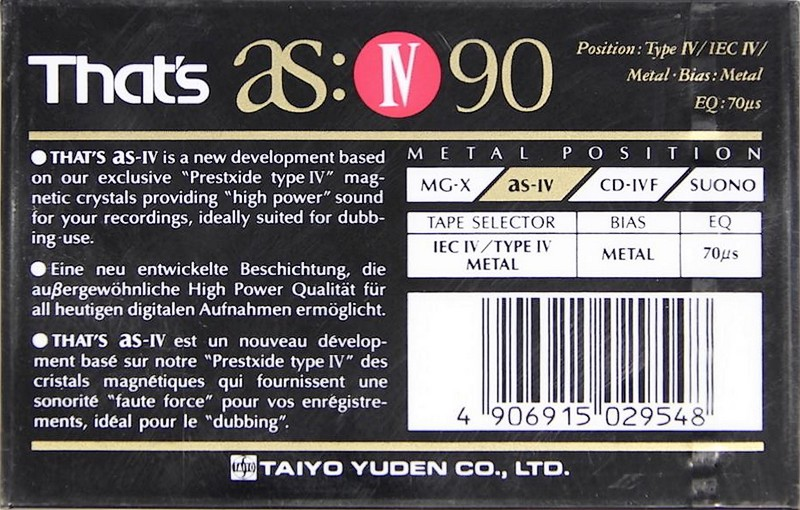 That's as: IV 90
Position : Type IV/ IEC IV/
Metal · Bias : Metal
EQ : 70μs
● THAT'S as-IV is a new development based
on our exclusive "Prestxide type IV" mag-
netic crystals providing "high power" sound
for your recordings, ideally suited for dubb-
ing-use.
● Eine neu entwickelte Beschichtung, die
außergewöhnliche High Power Qualität für
all heutigen digitalen Aufnahmen ermöglicht.
● THAT'S as-IV est un nouveau dévelop-
ment basé sur notre "Prestxide type IV" des
cristals magnétiques qui fournissent une
sonorité "faute force" pour vos enrégistre-
ments, idéal pour le "dubbing".
METAL POSITION
MG-X as-IV CD-IVF SUONO
TAPE SELECTOR BIAS EQ
IEC IV/TYPE IV
METAL METAL 70μs
4 906915 029548
TAIYO TAIYO YUDEN CO., LTD.